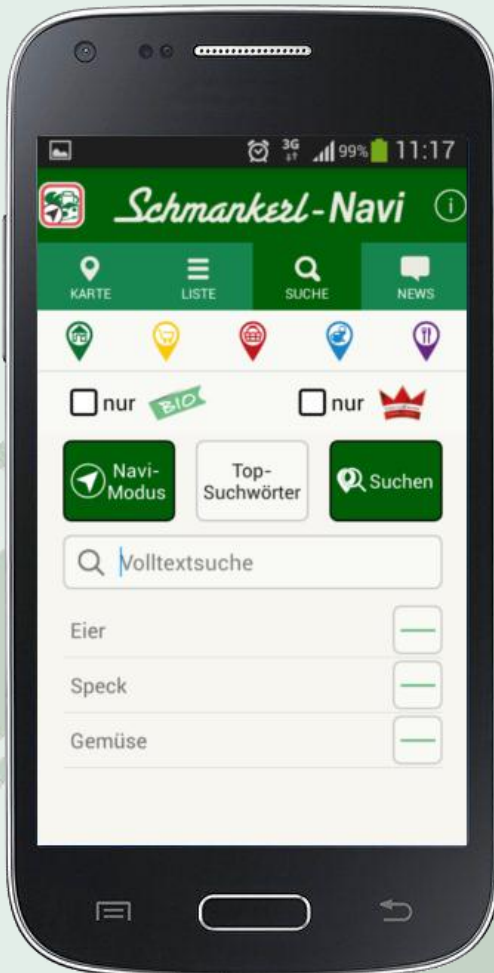 3G 99% 11:17
Schmankerl-Navi
KARTE LISTE SUCHE NEWS
nur BIO nur
Navi-
Modus
Top-
Suchwörter
Suchen
Volltextsuche
Eier
Speck
Gemüse